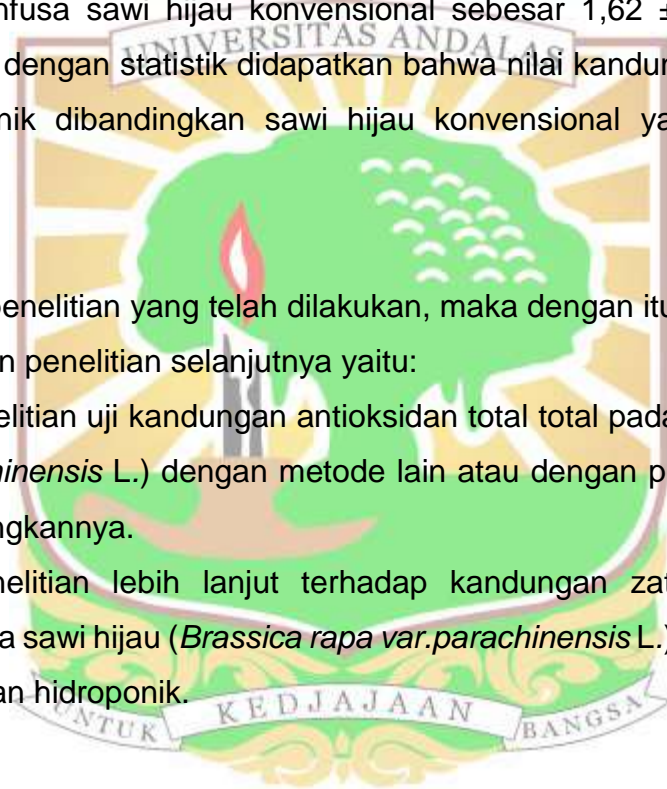 nfusa sawi hijau konvensional sebesar 1,62 ±
UNIVERSITAS ANDALAS
dengan statistik didapatkan bahwa nilai kandun
nik dibandingkan sawi hijau konvensional ya
penelitian yang telah dilakukan, maka dengan itu
n penelitian selanjutnya yaitu:
elitian uji kandungan antioksidan total total pada
hinensis L.) dengan metode lain atau dengan p
ngkannya.
nelitian lebih lanjut terhadap kandungan zat
a sawi hijau (Brassica rapa var.parachinensis L.)
an hidroponik.
UNTUK KEDJAJAAN BANGSA